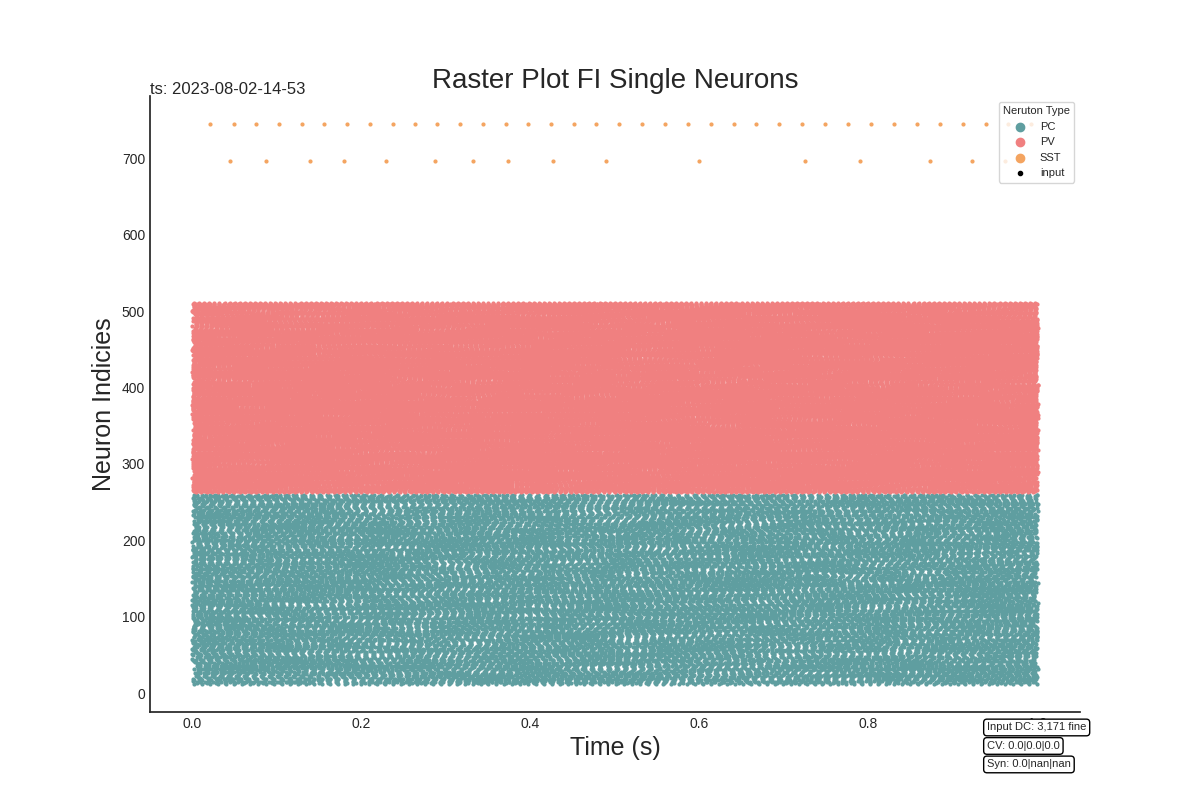 Raster Plot FI Single Neurons
ts: 2023-08-02-14-53
Neruton Type
PC
PV
SST
input
700
600
500
400
300
200
100
0
Neuron Indicies
0.0 0.2 0.4 0.6 0.8
Time (s)
Input DC: 3,171 fine
CV: 0.0|0.0|0.0
Syn: 0.0|nan|nan